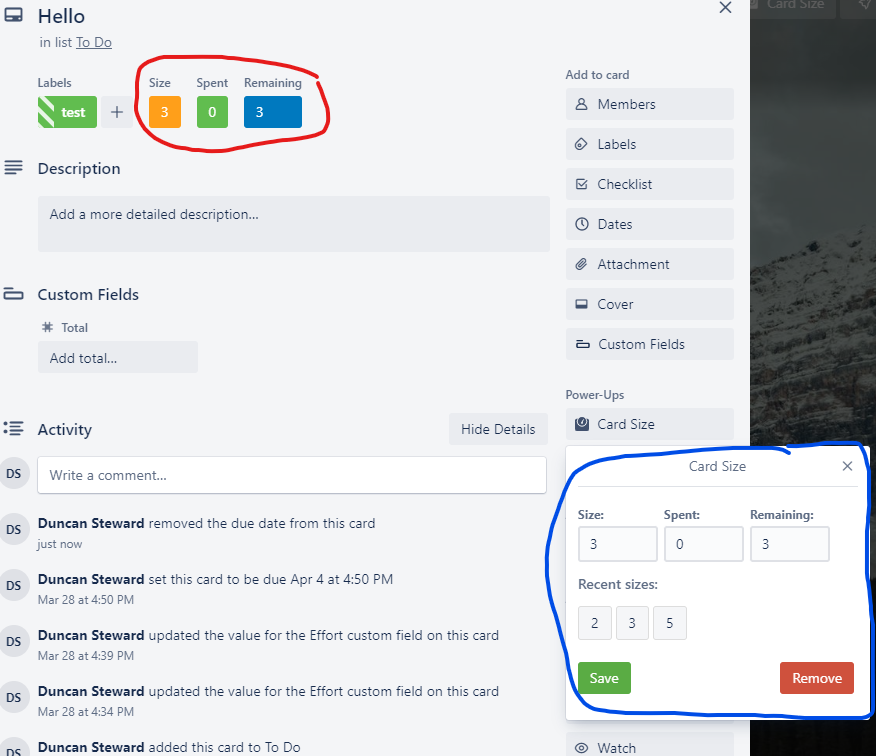 Hello
in list To Do
Card Size
Labels
Size
Spent
Remaining
test
3
0
3
Description
Add a more detailed description...
Custom Fields
Total
Add total...
Activity
Hide Details
DS
Write a comment...
DS
Duncan Steward removed the due date from this card
just now
DS
Duncan Steward set this card to be due Apr 4 at 4:50 PM
Mar 28 at 4:50 PM
DS
Duncan Steward updated the value for the Effort custom field on this card
Mar 28 at 4:39 PM
DS
Duncan Steward updated the value for the Effort custom field on this card
Mar 28 at 4:34 PM
DS
Duncan Steward added this card to To Do
Add to card
Members
Labels
Checklist
Dates
Attachment
Cover
Custom Fields
Power-Ups
Card Size
Card Size
Size:
Spent:
Remaining:
3
0
3
Recent sizes:
2
3
5
Save
Remove
Watch